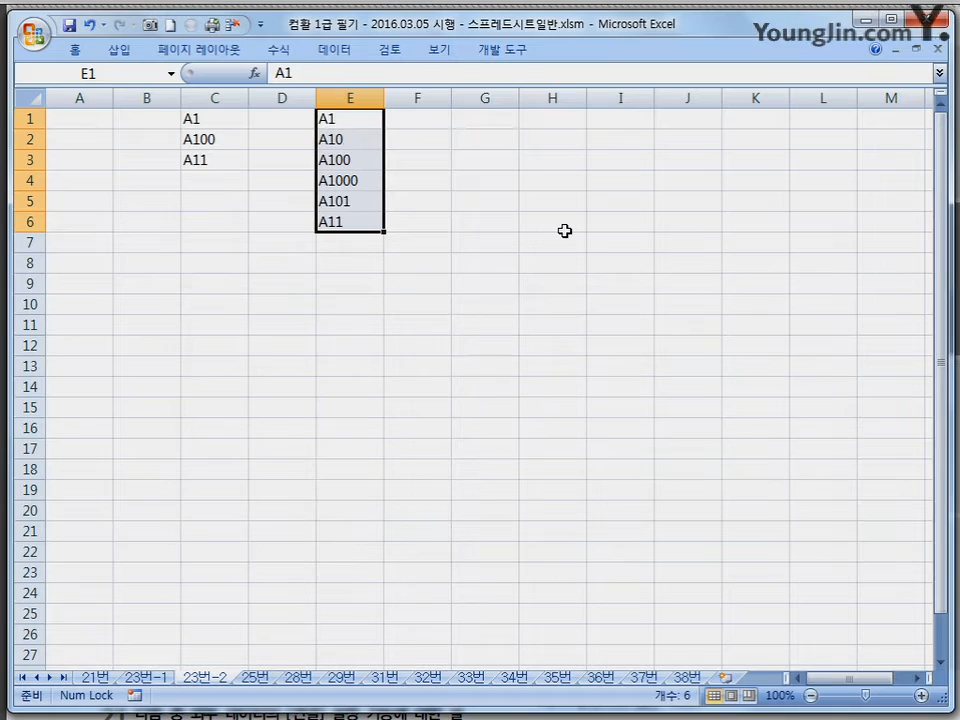 컴활 1급 필기 - 2016.03.05 시행 - 스프레드시트일반.xlsm - Microsoft Excel
YoungJin.com Y.
홈 삽입 페이지 레이아웃 수식 데이터 검토 보기 개발 도구
E1 fx A1
A B C D E F G H I J K L M
1 A1 A1
2 A100 A10
3 A11 A100
4 A1000
5 A101
6 A11
7
8
9
10
11
12
13
14
15
16
17
18
19
20
21
22
23
24
25
26
27
21번 23번-1 23번-2 25번 28번 29번 31번 32번 33번 34번 35번 36번 37번 38번
준비 Num Lock 개수: 6 100%